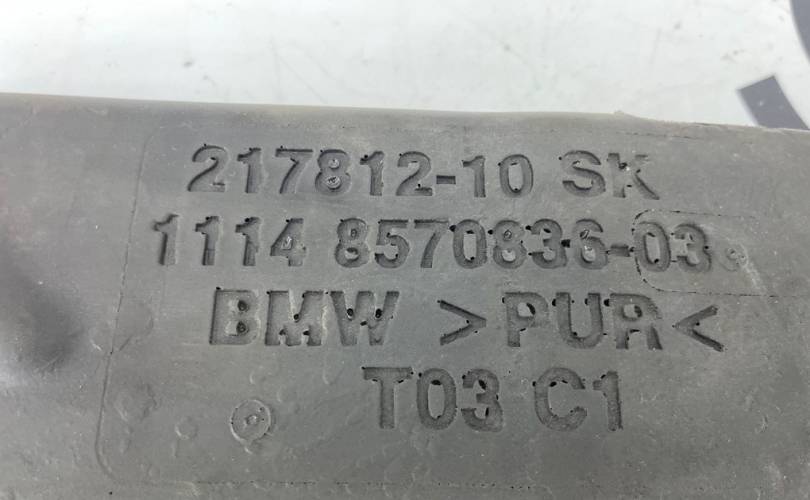 217812-10 SK
1114 8570836-03
BMW >PUR<
T03 C1